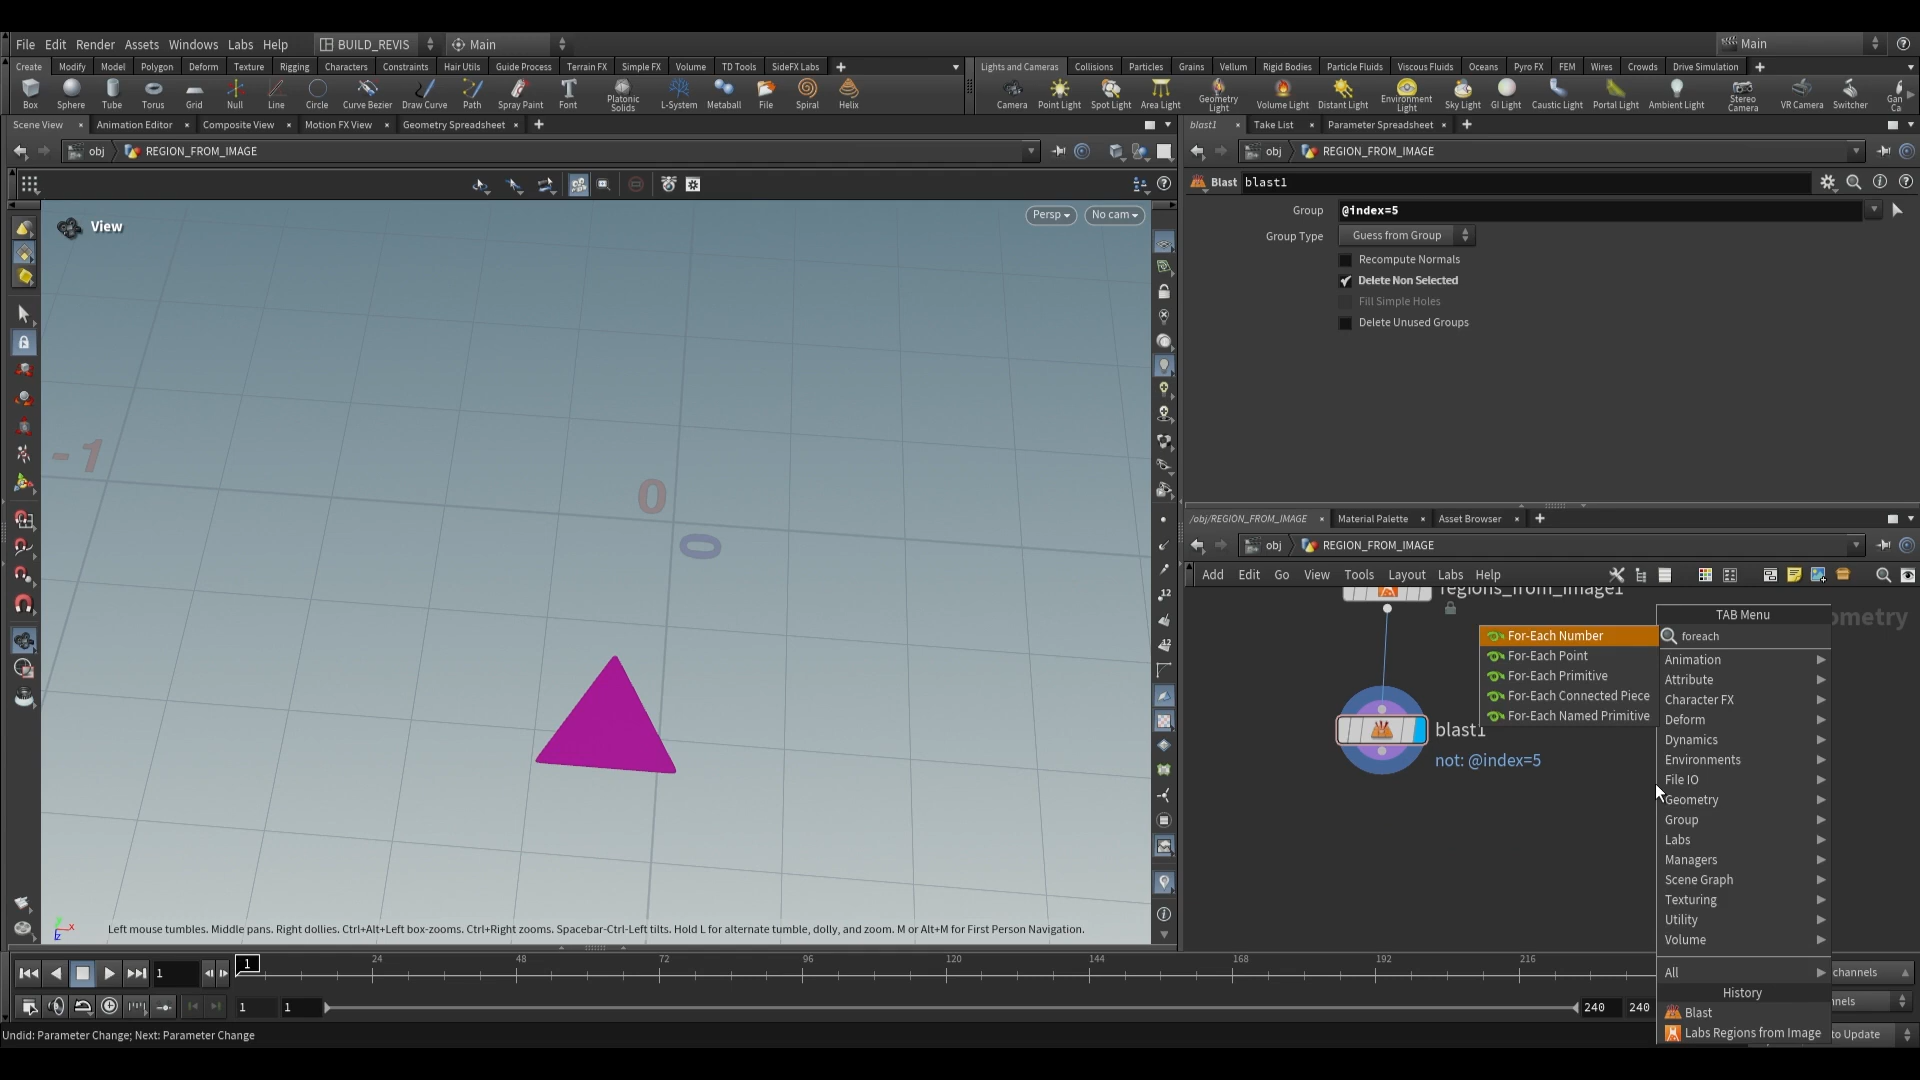 File Edit Render Assets Windows Labs Help BUILD_REVIS Main Main
Create Modify Model Polygon Deform Texture Rigging Characters Constraints Hair Utils Guide Process Terrain FX Simple FX Volume TD Tools SideFX Labs
Lights and Cameras Collisions Particles Grains Vellum Rigid Bodies Particle Fluids Viscous Fluids Oceans Pyro FX FEM Wires Crowds Drive Simulation
Box Sphere Tube Torus Grid Null Line Circle Curve Bezier Draw Curve Path Spray Paint Font Platonic Solids L-System Metaball File Spiral Helix
Camera Point Light Spot Light Area Light Geometry Light Volume Light Distant Light Environment Light Sky Light GI Light Caustic Light Portal Light Ambient Light Stereo Camera VR Camera Switcher
Scene View Animation Editor Composite View Motion FX View Geometry Spreadsheet
blast1 Take List Parameter Spreadsheet
obj REGION_FROM_IMAGE
obj REGION_FROM_IMAGE
Blast blast1
Group @index=5
Group Type Guess from Group
Recompute Normals
Delete Non Selected
Fill Simple Holes
Delete Unused Groups
View
Persp No cam
-1
0
0
Left mouse tumbles. Middle pans. Right dollies. Ctrl+Alt+Left box-zooms. Ctrl+Right zooms. Spacebar-Ctrl-Left tilts. Hold L for alternate tumble, dolly, and zoom. M or Alt+M for First Person Navigation.
/obj/REGION_FROM_IMAGE Material Palette Asset Browser
obj REGION_FROM_IMAGE
Add Edit Go View Tools Layout Labs Help
regions_from_image1
blast1
not: @index=5
For-Each Number
For-Each Point
For-Each Primitive
For-Each Connected Piece
For-Each Named Primitive
TAB Menu
foreach
Animation
Attribute
Character FX
Deform
Dynamics
Environments
File IO
Geometry
Group
Labs
Managers
Scene Graph
Texturing
Utility
Volume
All
History
Blast
Labs Regions from Image
1 1 24 48 72 96 120 144 168 192 216
1 1 240 240
Undid: Parameter Change; Next: Parameter Change